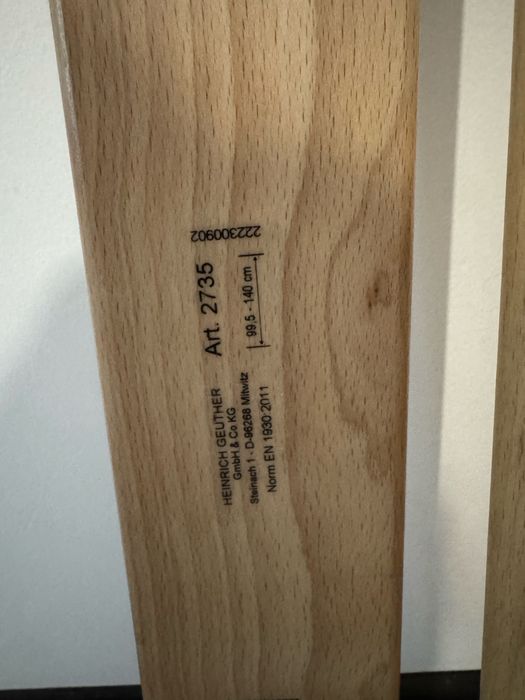 HEINRICH GEUTHER
GmbH & Co KG
Steinach 1 - D-96268 Mitwitz
Norm EN 1930:2011
Art. 2735
99,5 - 140 cm
222300902